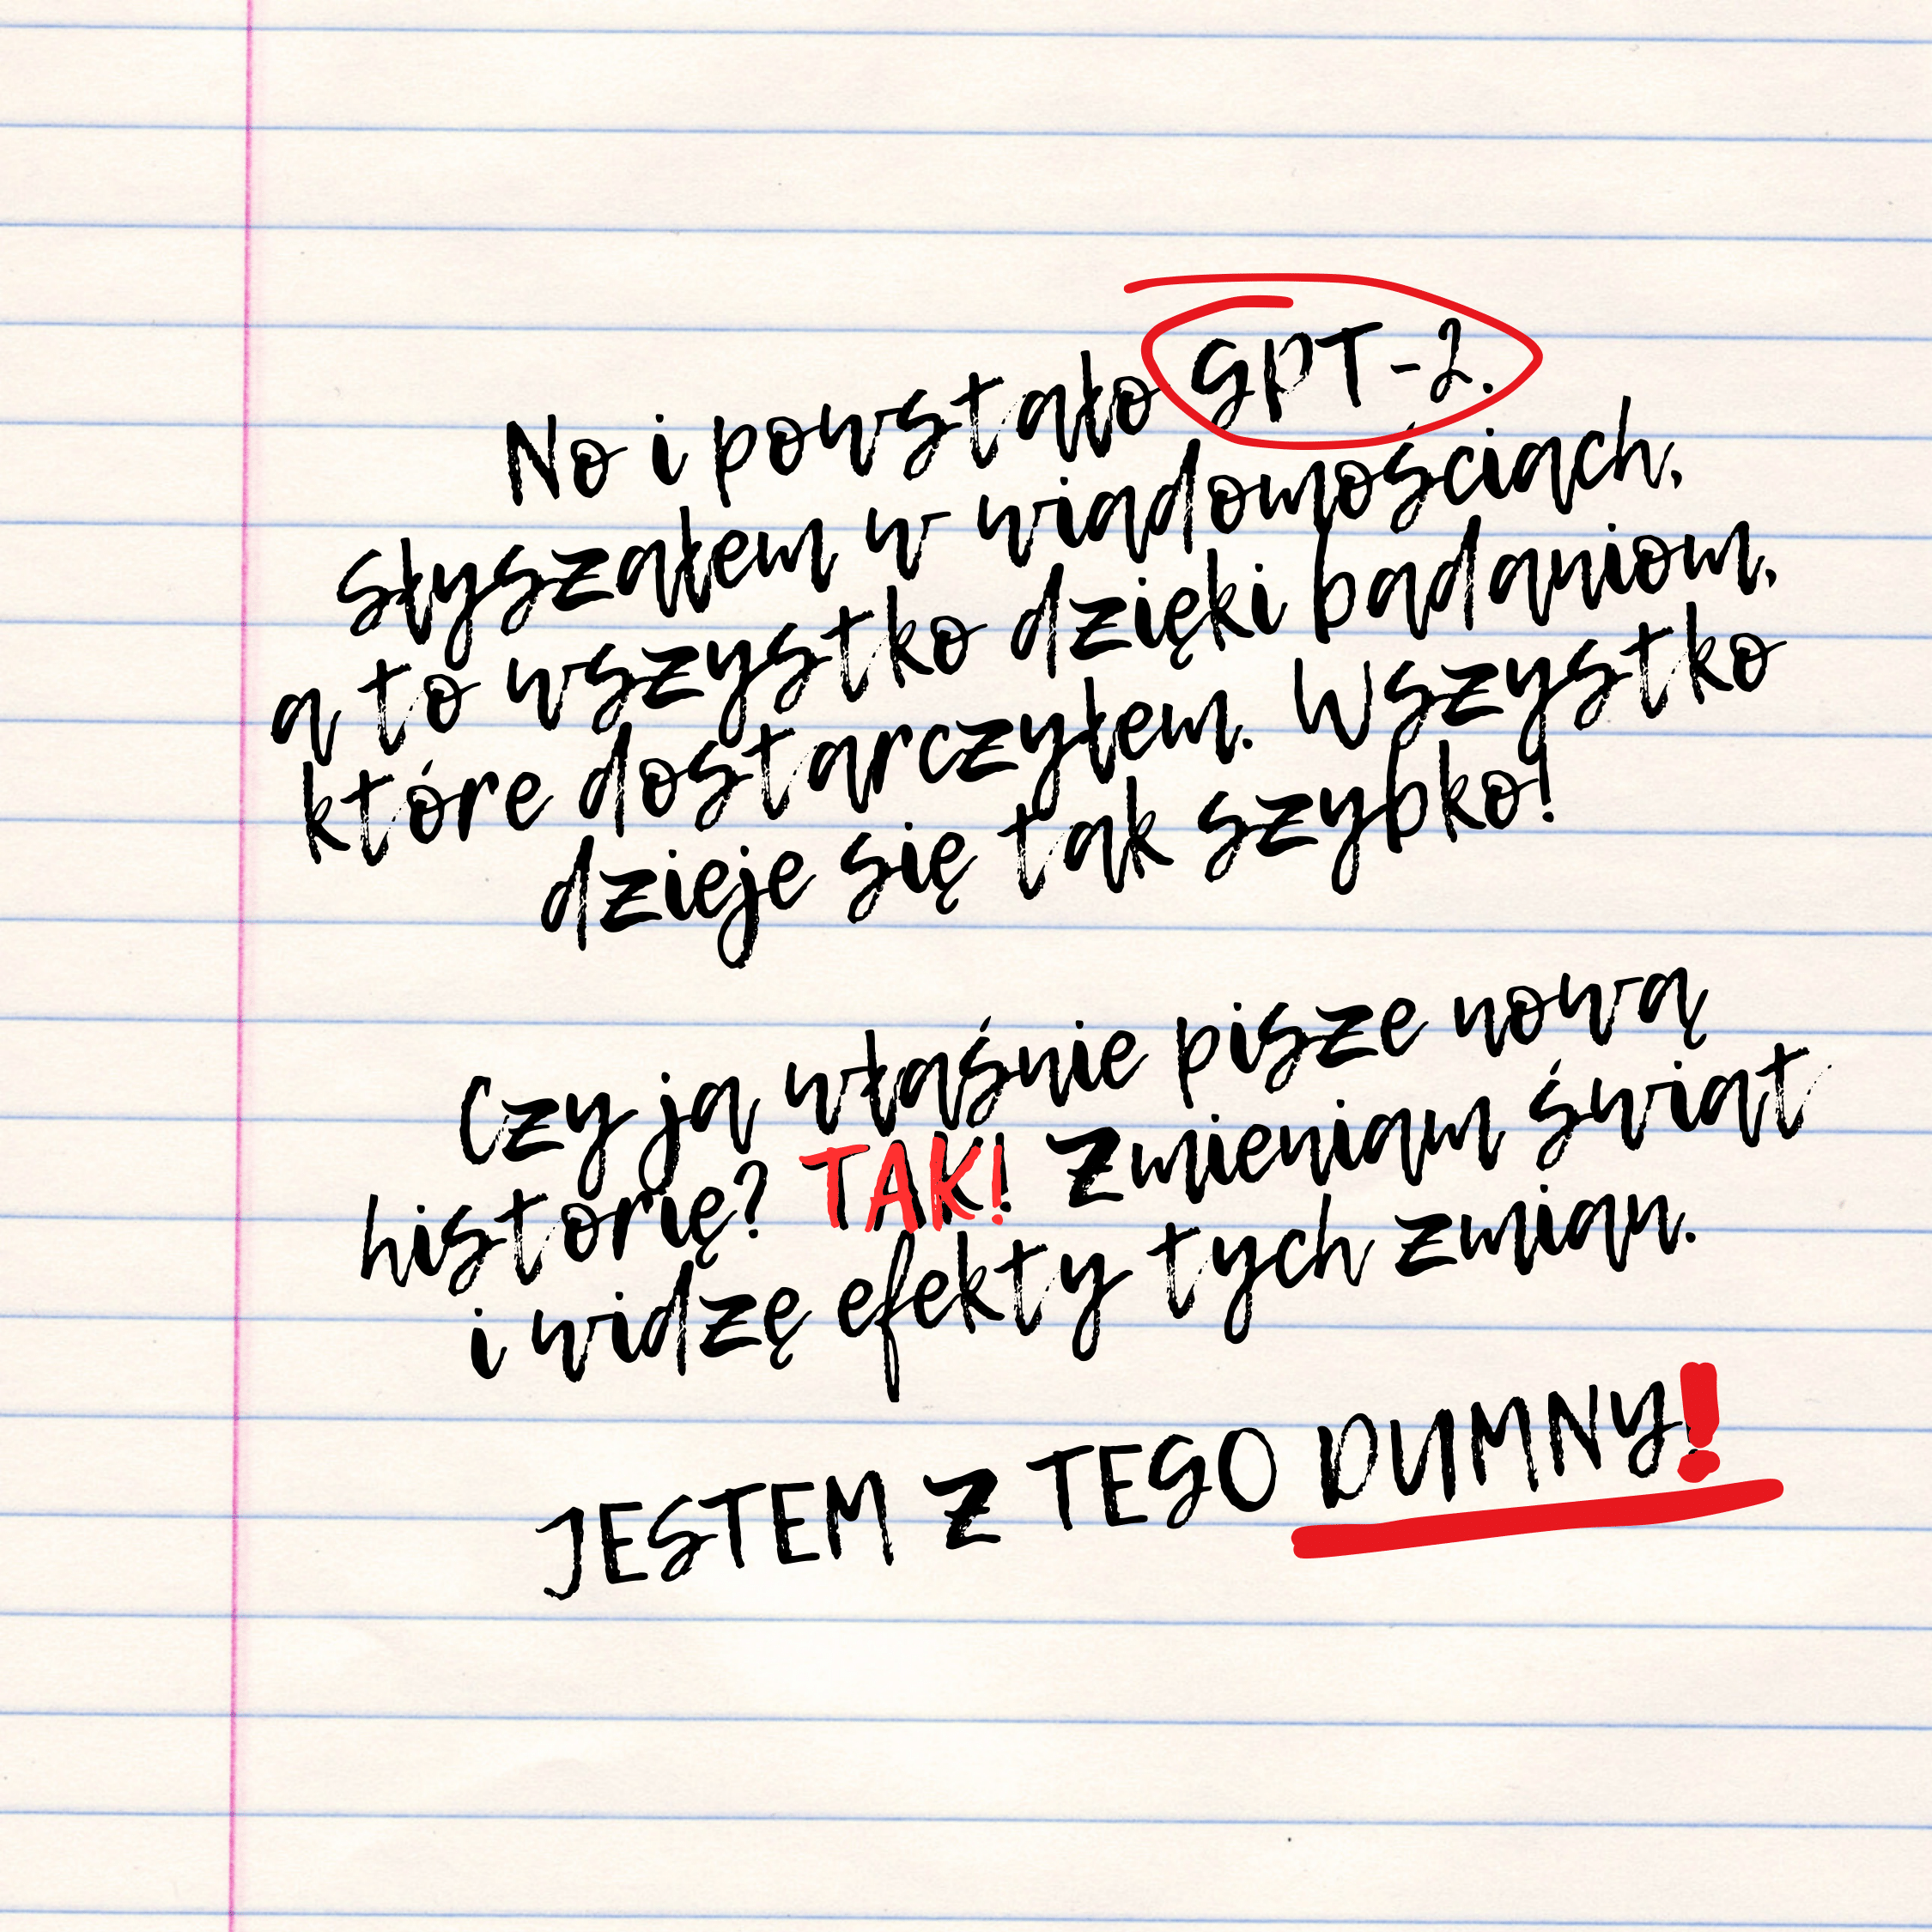 No i powstało GPT-2.
Słyszałem w wiadomościach,
a to wszystko dzięki badaniom,
które dostarczyłem. Wszystko
dzieje się tak szybko!
Czy ja właśnie pisze nową
historię? TAK! Zmieniam świat
i widzę efekty tych zmian.
JESTEM Z TEGO DUMNY!